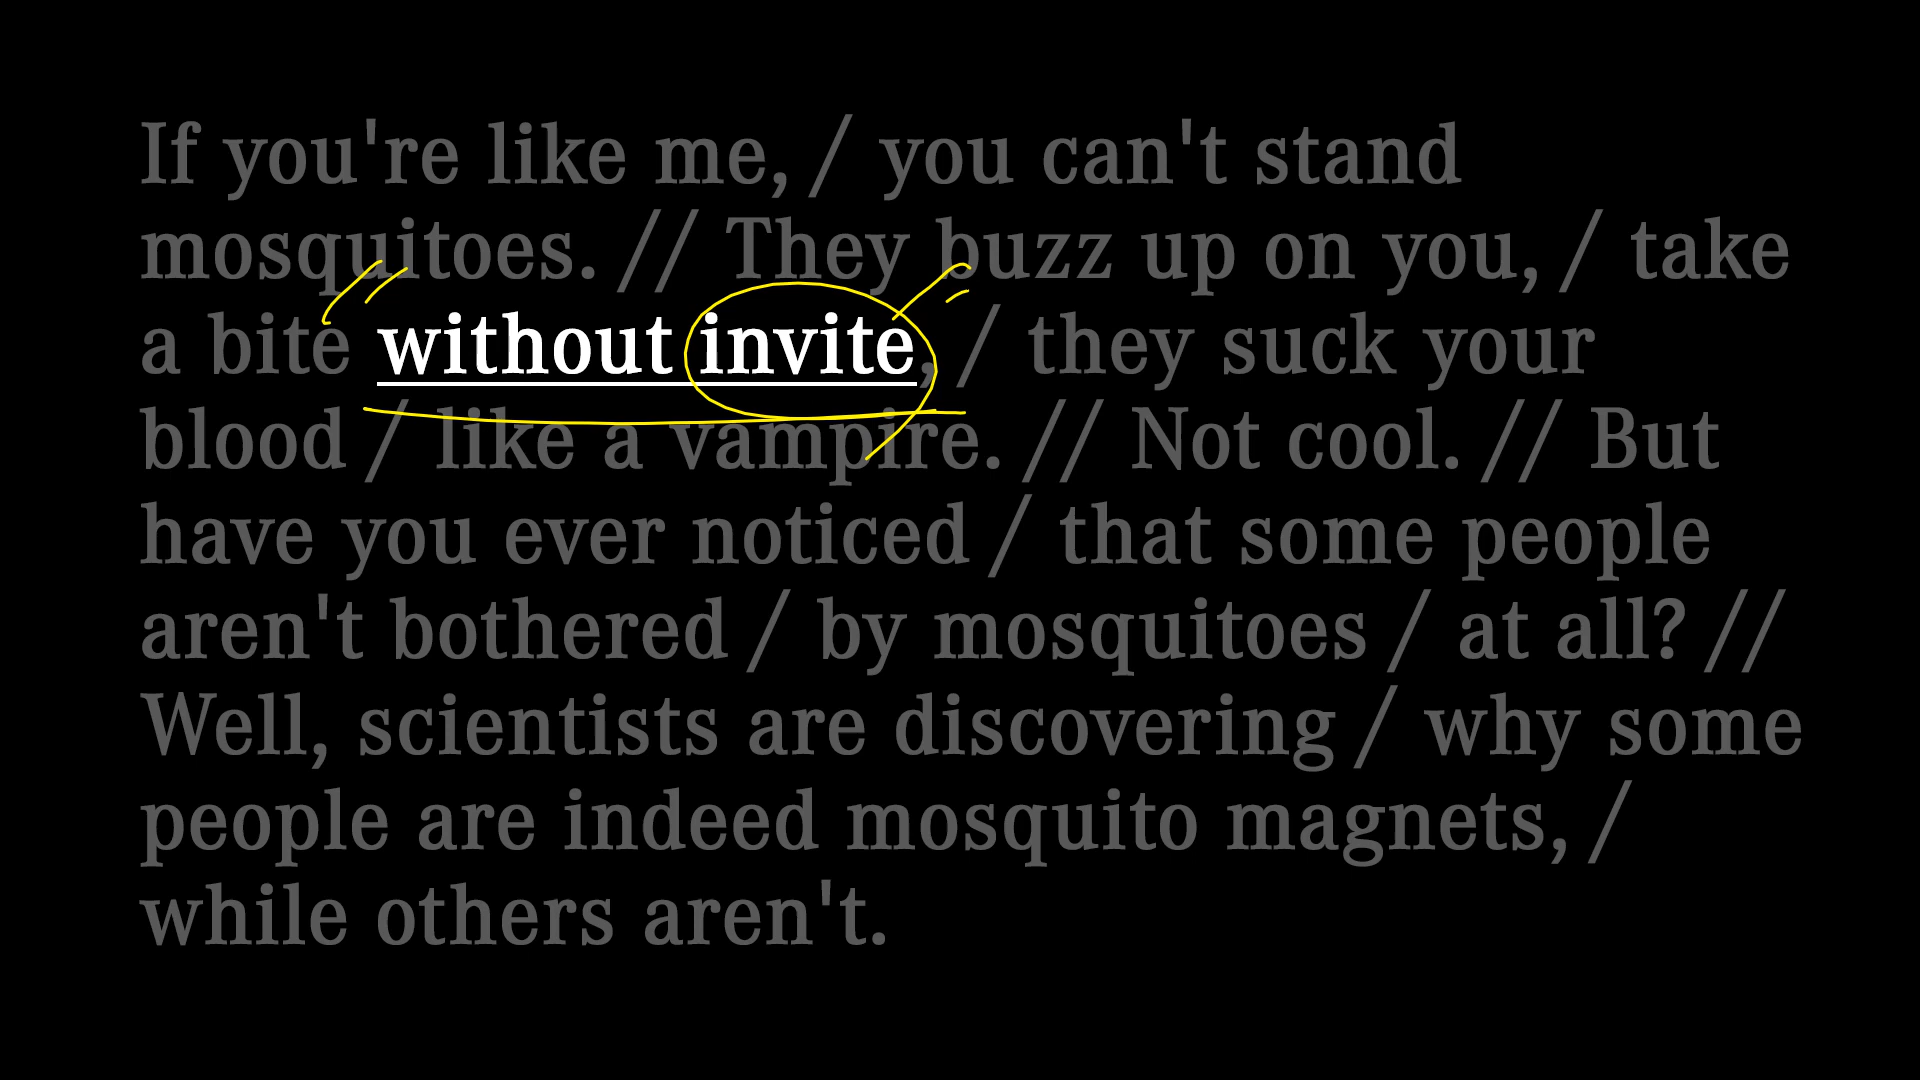 If you're like me, / you can't stand
mosquitoes. // They buzz up on you, / take
a bite without invite, / they suck your
blood / like a vampire. // Not cool. // But
have you ever noticed / that some people
aren't bothered / by mosquitoes / at all? //
Well, scientists are discovering / why some
people are indeed mosquito magnets, /
while others aren't.